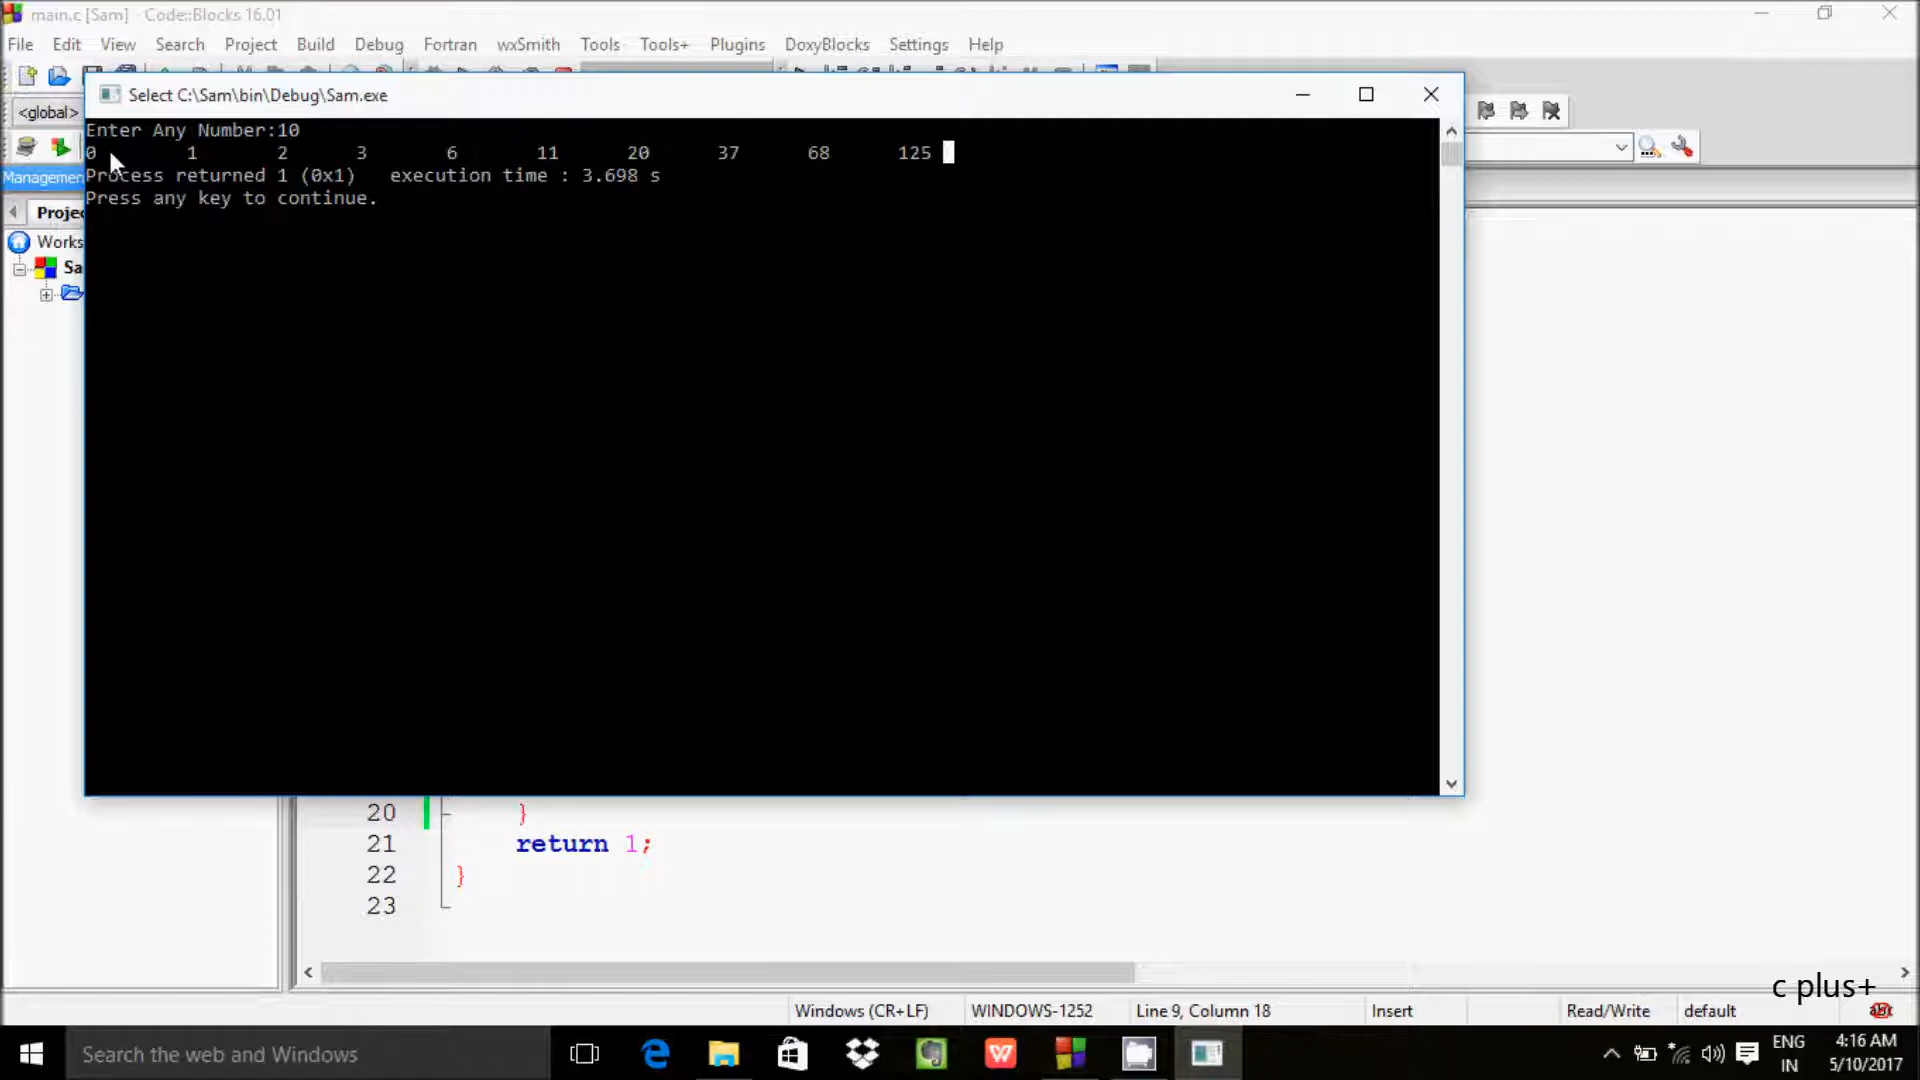 main.c [Sam] - Code::Blocks 16.01
File Edit View Search Project Build Debug Fortran wxSmith Tools Tools+ Plugins DoxyBlocks Settings Help
Select C:\Sam\bin\Debug\Sam.exe
<global>
Enter Any Number:10
0 1 2 3 6 11 20 37 68 125
Process returned 1 (0x1) execution time : 3.698 s
Press any key to continue.
Managemen
Projec
Works
Sa
20 }
21 return 1;
22 }
23
c plus+
Windows (CR+LF) WINDOWS-1252 Line 9, Column 18 Insert Read/Write default
Search the web and Windows
ENG
IN
4:16 AM
5/10/2017